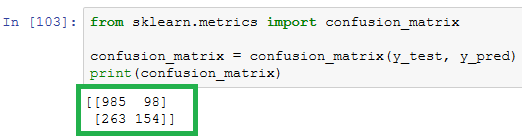 In [103]: from sklearn.metrics import confusion_matrix
confusion_matrix = confusion_matrix(y_test, y_pred)
print(confusion_matrix)
[[985  98]
 [263 154]]